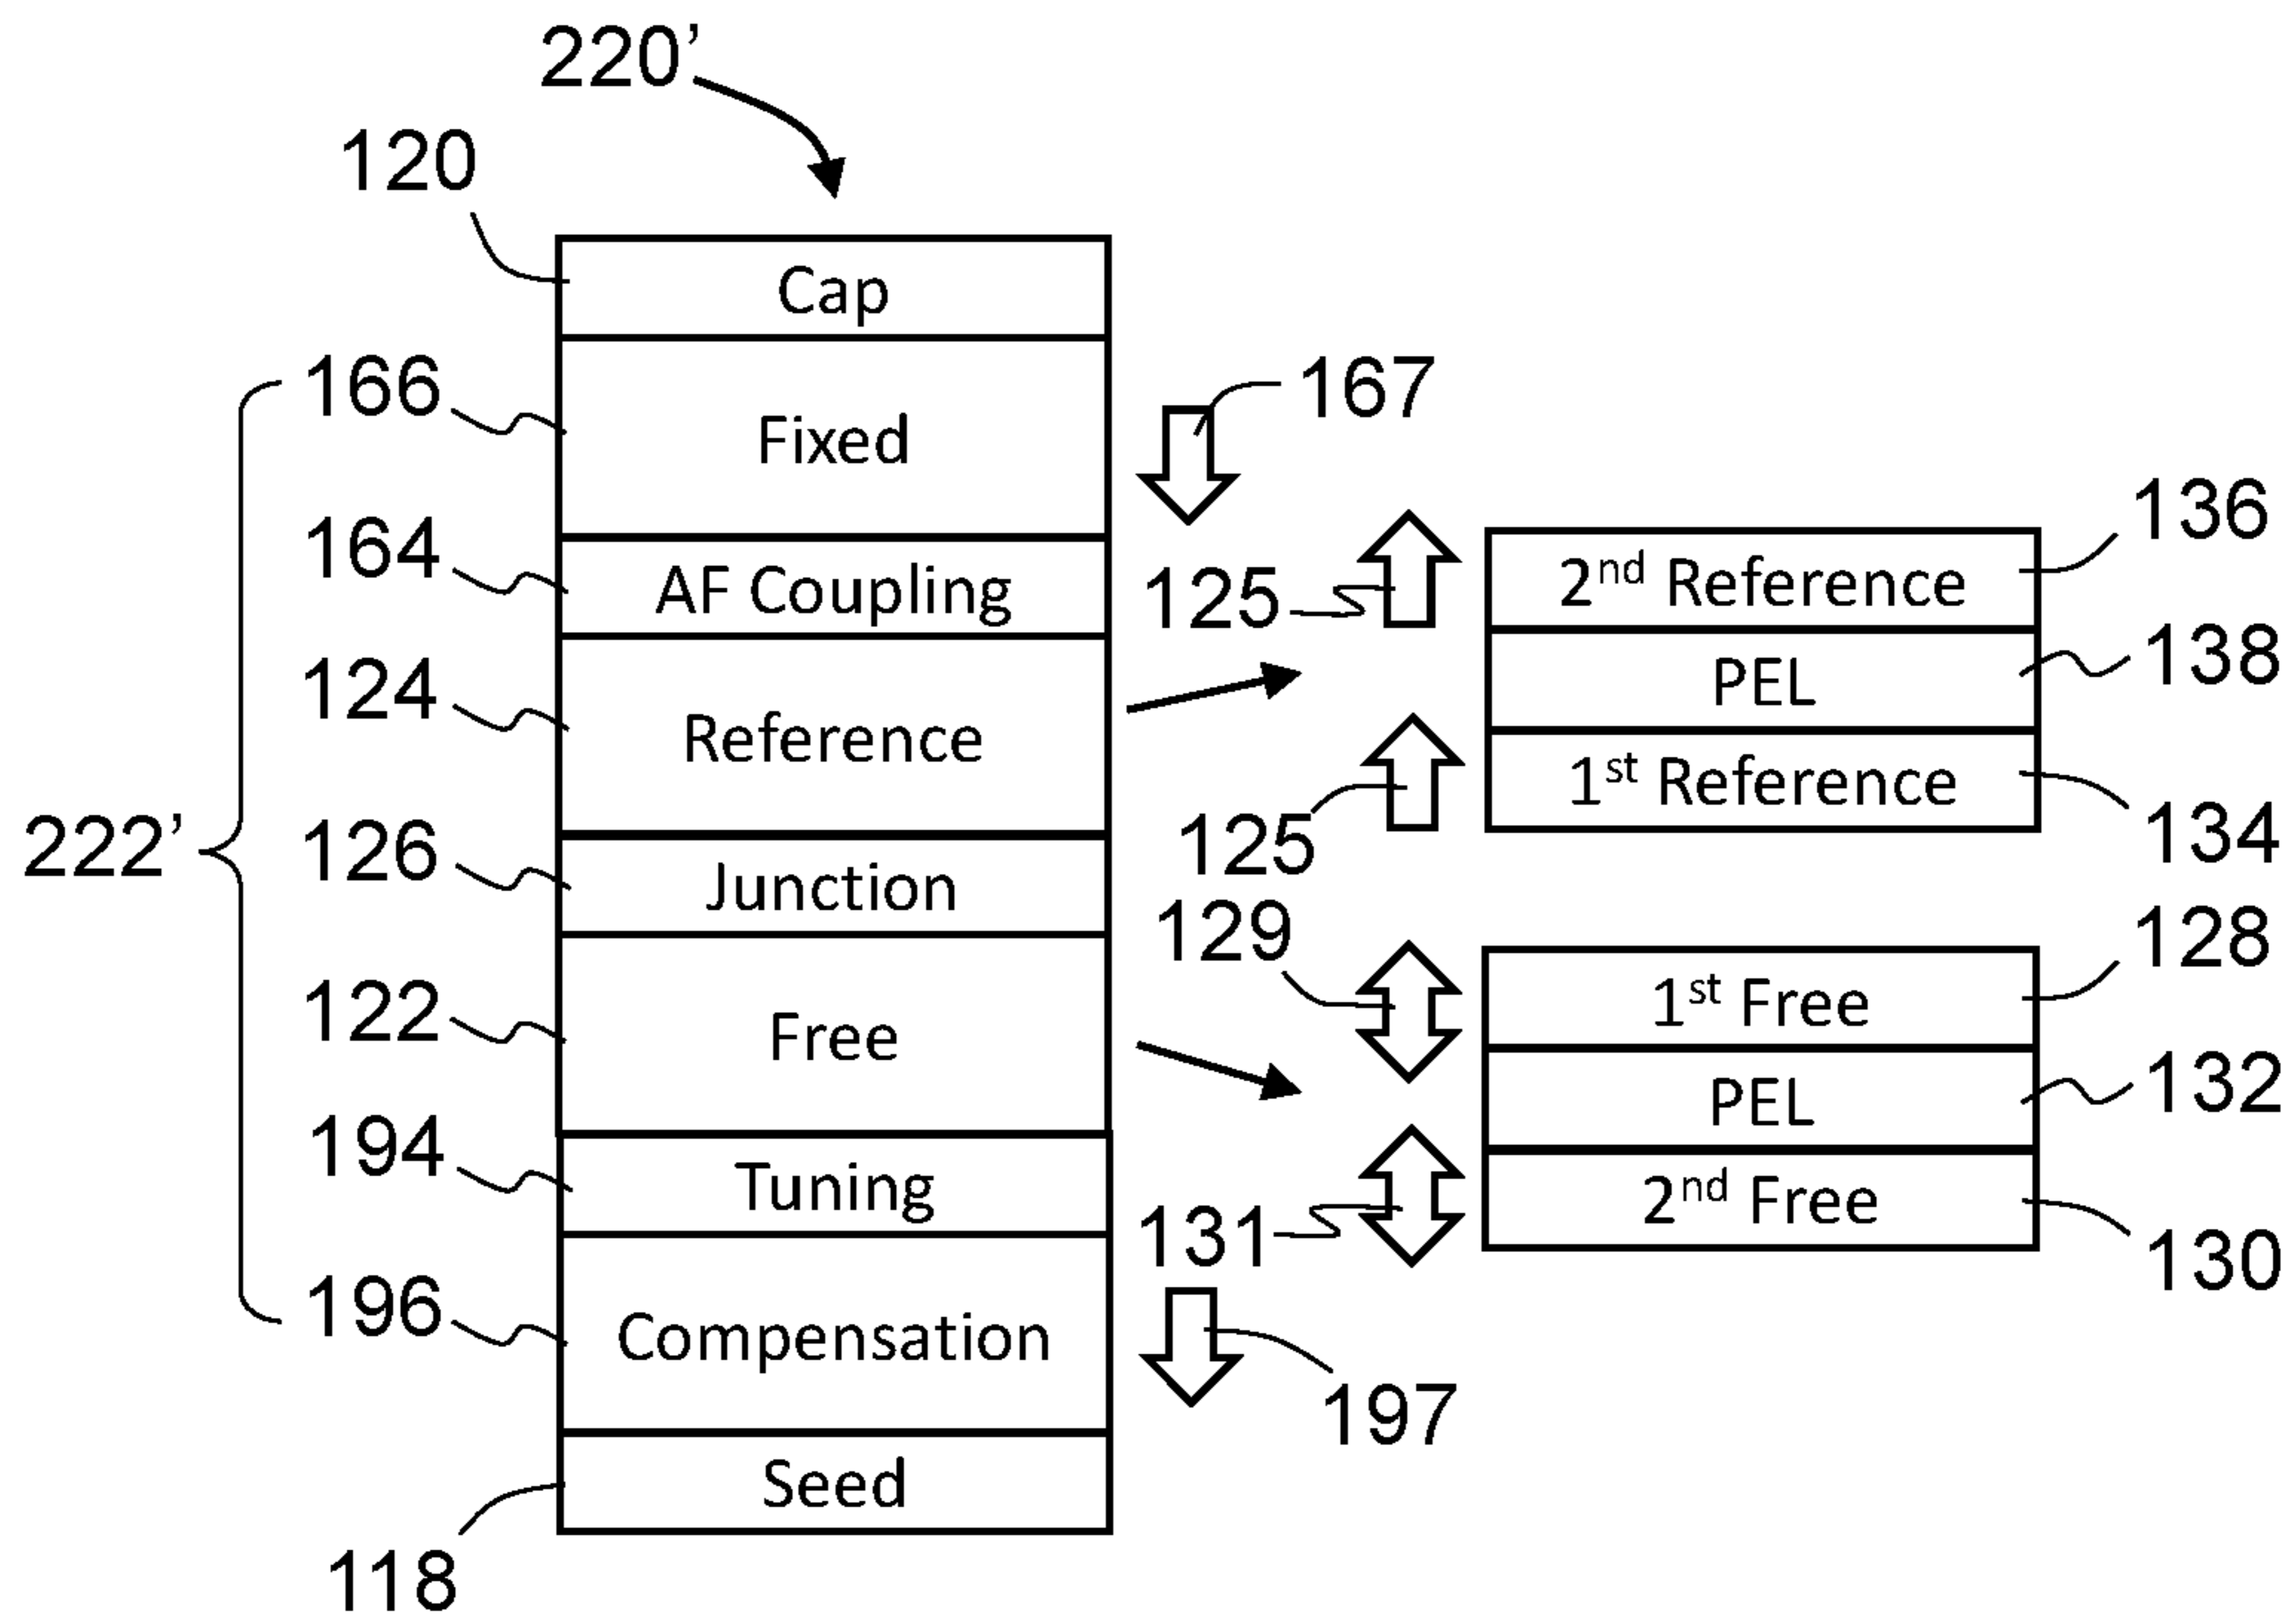 220’
120
Cap
166
Fixed
167
164
AF Coupling
125
2nd Reference
136
124
Reference
PEL
138
125
1st Reference
134
222’
126
Junction
129
1st Free
128
122
Free
PEL
132
194
Tuning
131
2nd Free
130
196
Compensation
197
Seed
118